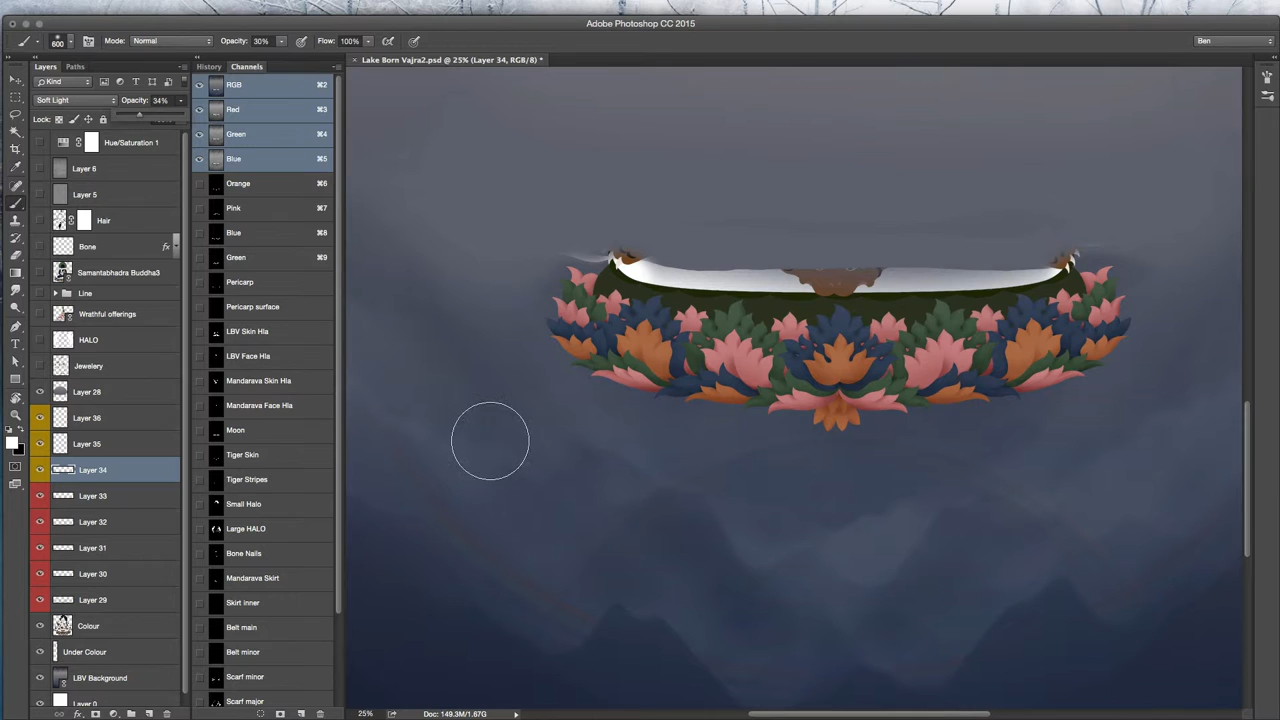 Adobe Photoshop CC 2015
600
Mode: Normal
Opacity: 30%
Flow: 100%
Ben
Layers
Paths
History
Channels
Lake Born Vajra2.psd @ 25% (Layer 34, RGB/8) *
Kind
Soft Light
Opacity: 34%
Lock:
Hue/Saturation 1
Layer 6
Layer 5
Hair
Bone
fx
Samantabhadra Buddha3
Line
Wrathful offerings
HALO
Jewelery
Layer 28
Layer 36
Layer 35
Layer 34
Layer 33
Layer 32
Layer 31
Layer 30
Layer 29
Colour
Under Colour
LBV Background
Layer 0
RGB ⌘2
Red ⌘3
Green ⌘4
Blue ⌘5
Orange ⌘6
Pink ⌘7
Blue ⌘8
Green ⌘9
Pericarp
Pericarp surface
LBV Skin Hla
LBV Face Hla
Mandarava Skin Hla
Mandarava Face Hla
Moon
Tiger Skin
Tiger Stripes
Small Halo
Large HALO
Bone Nails
Mandarava Skirt
Skirt inner
Belt main
Belt minor
Scarf minor
Scarf major
fx
25%
Doc: 149.3M/1.67G